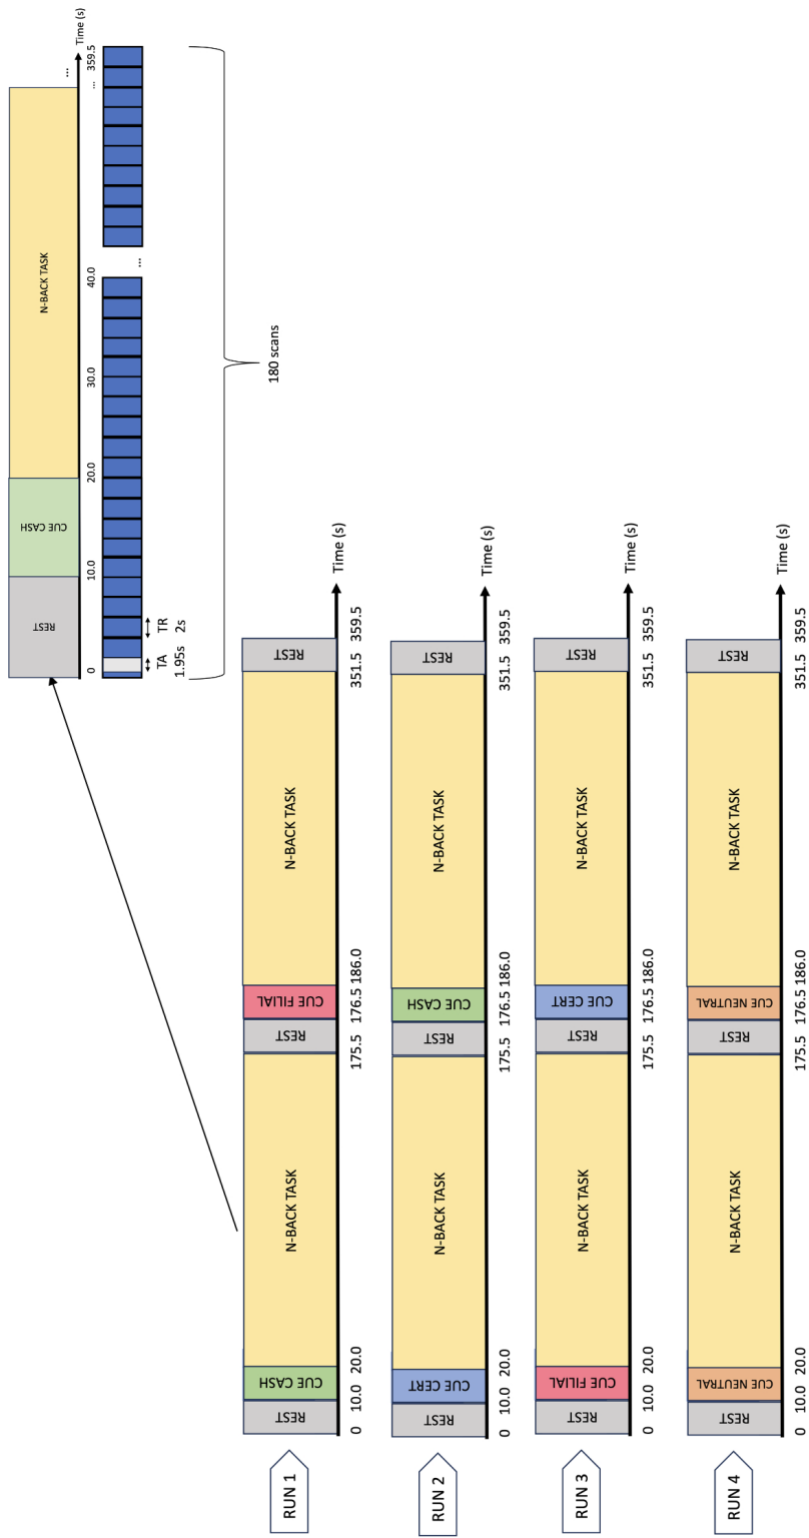 REST
CUE CASH
N-BACK TASK
...
Time (s)
0
10.0
20.0
30.0
40.0
...
359.5
...
TA
1.95s
TR
2s
180 scans
RUN 1
REST
CUE CASH
N-BACK TASK
REST
CUE FILIAL
N-BACK TASK
REST
0 10.0 20.0 175.5 176.5 186.0 351.5 359.5
Time (s)
RUN 2
REST
CUE CERT
N-BACK TASK
REST
CUE CASH
N-BACK TASK
REST
0 10.0 20.0 175.5 176.5 186.0 351.5 359.5
Time (s)
RUN 3
REST
CUE FILIAL
N-BACK TASK
REST
CUE CERT
N-BACK TASK
REST
0 10.0 20.0 175.5 176.5 186.0 351.5 359.5
Time (s)
RUN 4
REST
CUE NEUTRAL
N-BACK TASK
REST
CUE NEUTRAL
N-BACK TASK
REST
0 10.0 20.0 175.5 176.5 186.0 351.5 359.5
Time (s)